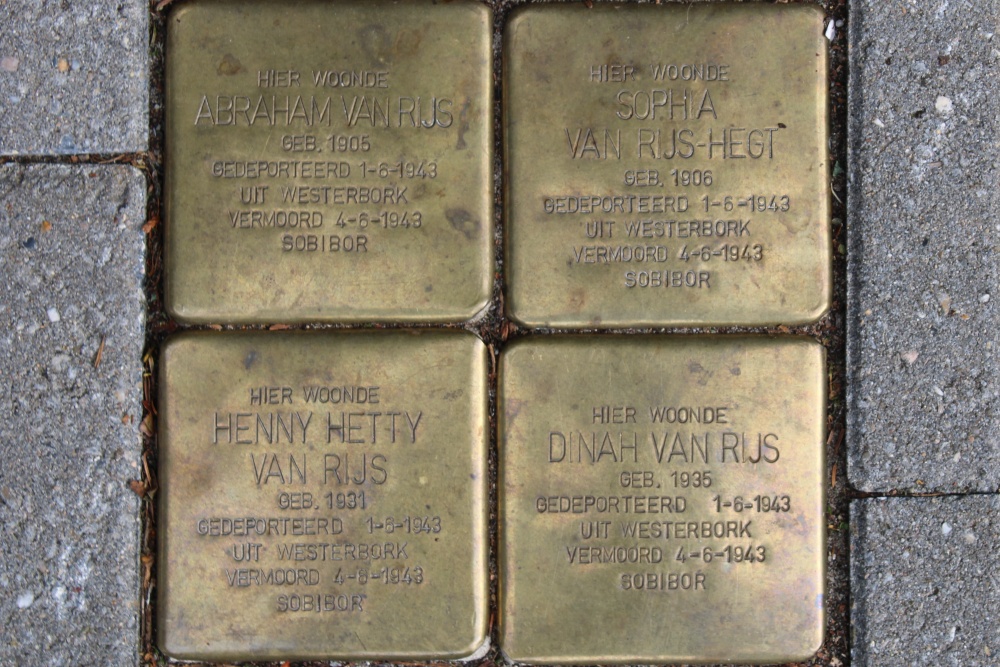 HIER WOONDE
ABRAHAM VAN RIJS
GEB. 1905
GEDEPORTEERD 1-6-1943
UIT WESTERBORK
VERMOORD 4-6-1943
SOBIBOR
HIER WOONDE
SOPHIA
VAN RIJS-HEGT
GEB. 1906
GEDEPORTEERD 1-6-1943
UIT WESTERBORK
VERMOORD 4-6-1943
SOBIBOR
HIER WOONDE
HENNY HETTY
VAN RIJS
GEB. 1931
GEDEPORTEERD 1-6-1943
UIT WESTERBORK
VERMOORD 4-6-1943
SOBIBOR
HIER WOONDE
DINAH VAN RIJS
GEB. 1935
GEDEPORTEERD 1-6-1943
UIT WESTERBORK
VERMOORD 4-6-1943
SOBIBOR